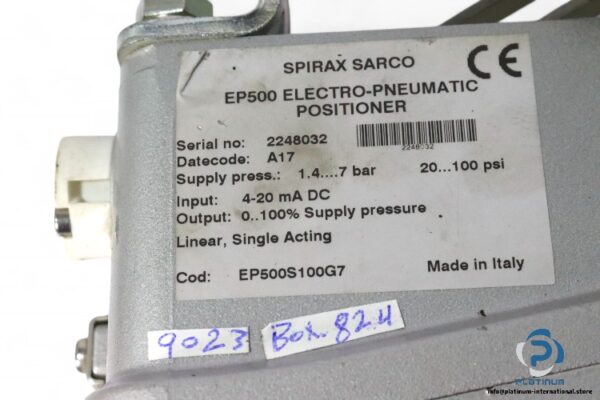 SPIRAX SARCO
CE
EP500 ELECTRO-PNEUMATIC
POSITIONER
Serial no: 2248032
2248032
Datecode: A17
Supply press.: 1.4....7 bar 20...100 psi
Input: 4-20 mA DC
Output: 0..100% Supply pressure
Linear, Single Acting
Cod: EP500S100G7 Made in Italy
9023 Box 824
PLATINUM
info@platinum-international.store